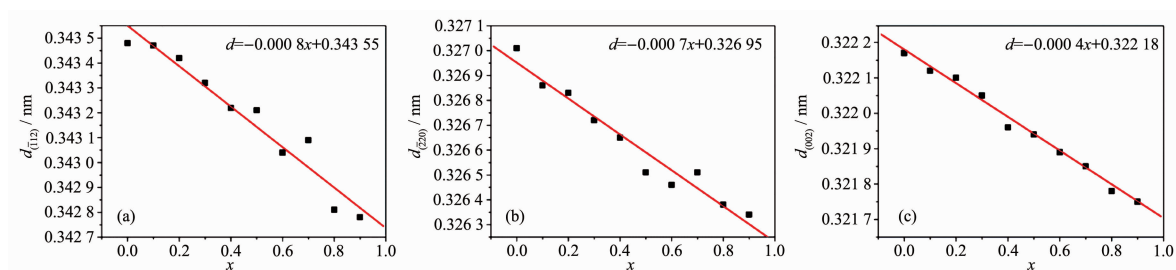 d=−0.000 8x+0.343 55
0.343 5
0.343 4
0.343 3
0.343 2
0.343 1
0.343 0
0.342 9
0.342 8
0.342 7
d(1̄12) / nm
(a)
0.0 0.2 0.4 0.6 0.8 1.0
x
d=−0.000 7x+0.326 95
0.327 1
0.327 0
0.326 9
0.326 8
0.326 7
0.326 6
0.326 5
0.326 4
0.326 3
d(2̄20) / nm
(b)
0.0 0.2 0.4 0.6 0.8 1.0
x
d=−0.000 4x+0.322 18
0.322 2
0.322 1
0.322 0
0.321 9
0.321 8
0.321 7
d(002) / nm
(c)
0.0 0.2 0.4 0.6 0.8 1.0
x